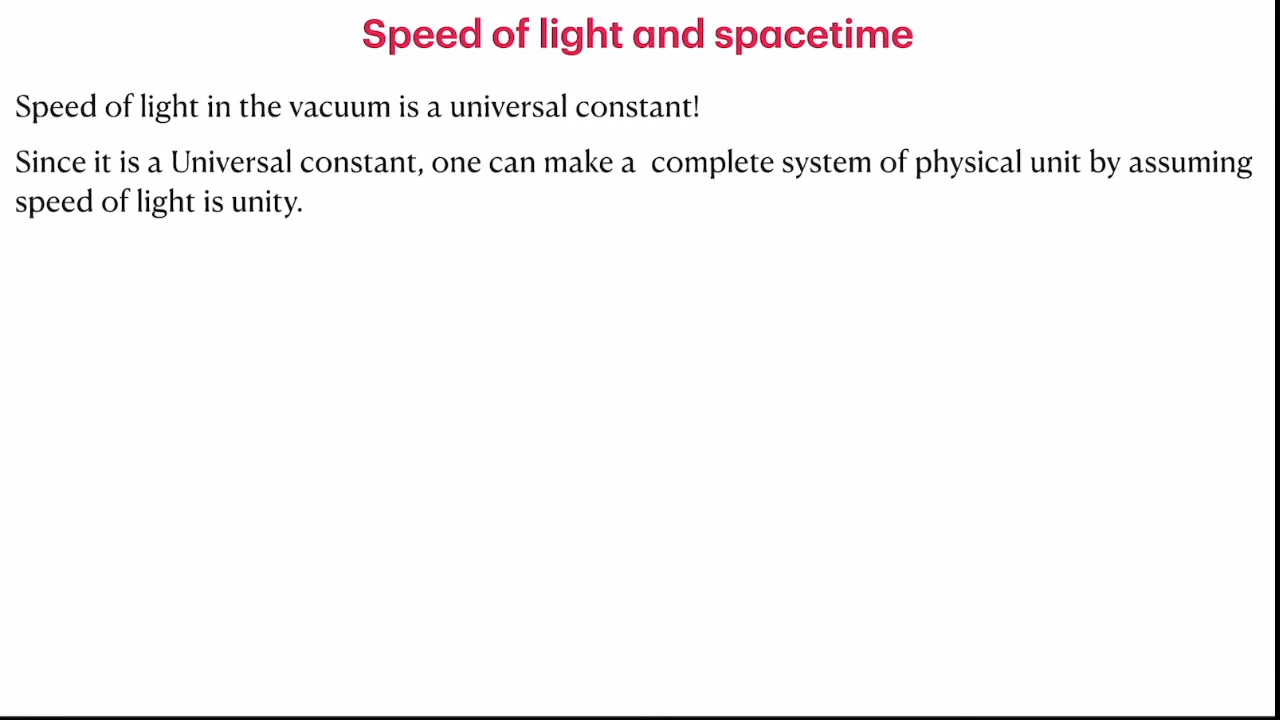 Speed of light and spacetime
Speed of light in the vacuum is a universal constant!
Since it is a Universal constant, one can make a complete system of physical unit by assuming
speed of light is unity.